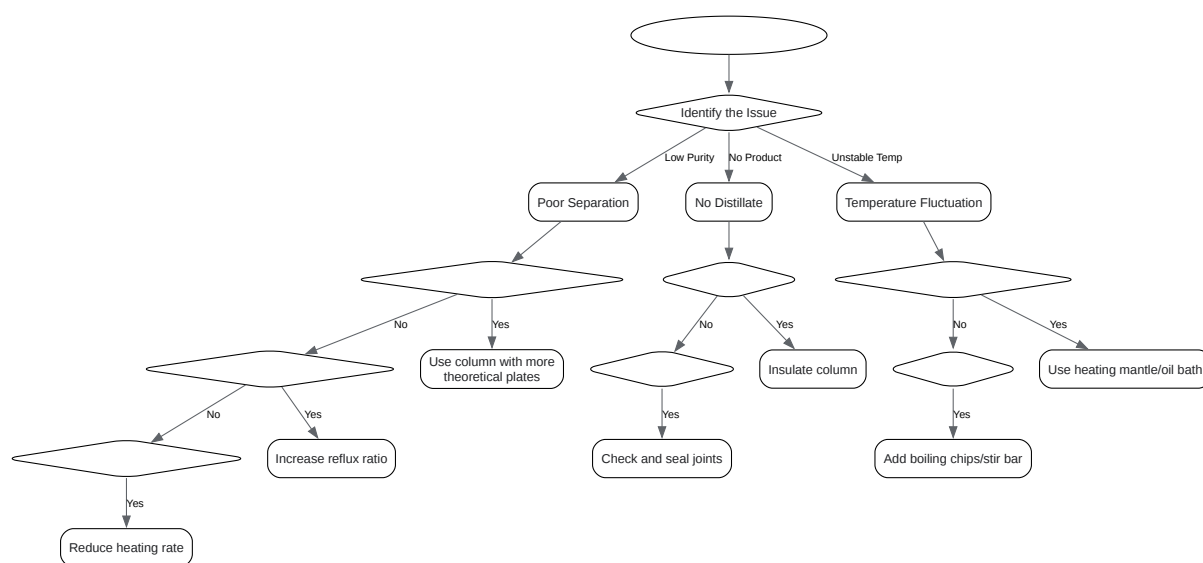 Identify the Issue
Low Purity
No Product
Unstable Temp
Poor Separation
No Distillate
Temperature Fluctuation
No
Yes
No
Yes
No
Yes
Use column with more
theoretical plates
Insulate column
Use heating mantle/oil bath
No
Yes
Yes
Yes
Increase reflux ratio
Check and seal joints
Add boiling chips/stir bar
Yes
Reduce heating rate